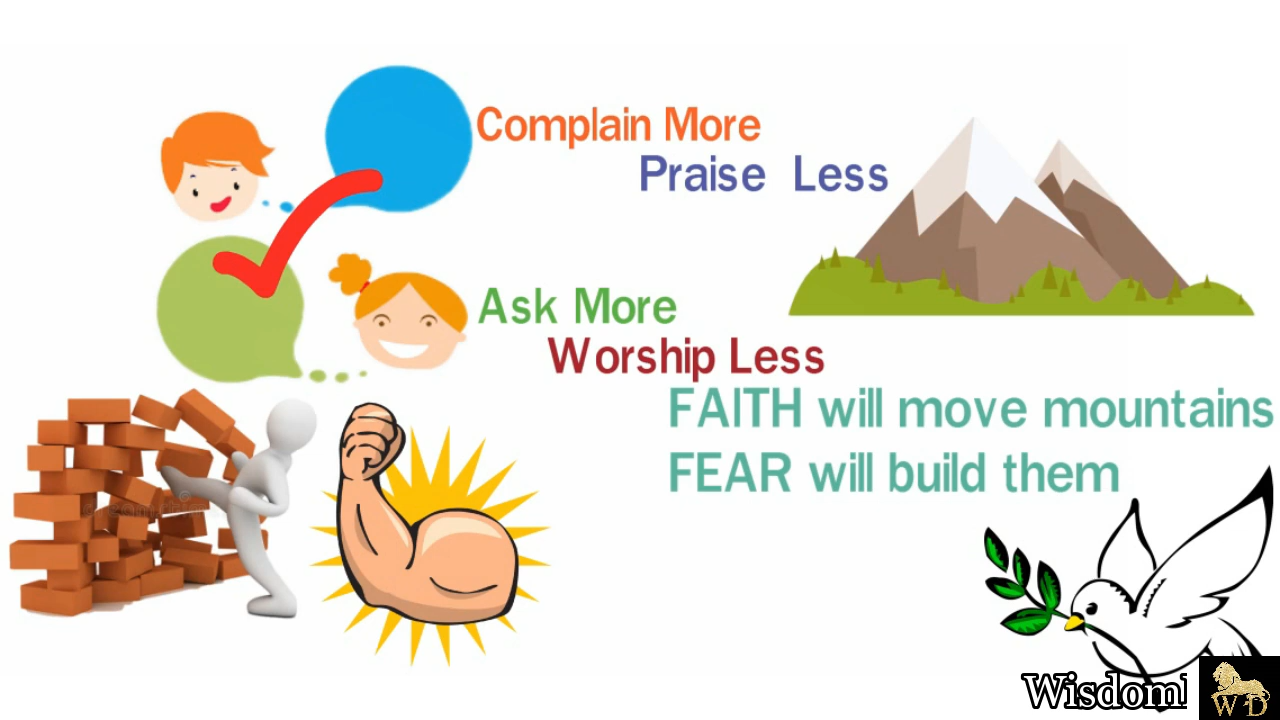 Complain More
Praise Less
Ask More
Worship Less
FAITH will move mountains
FEAR will build them
Wisdom
WD